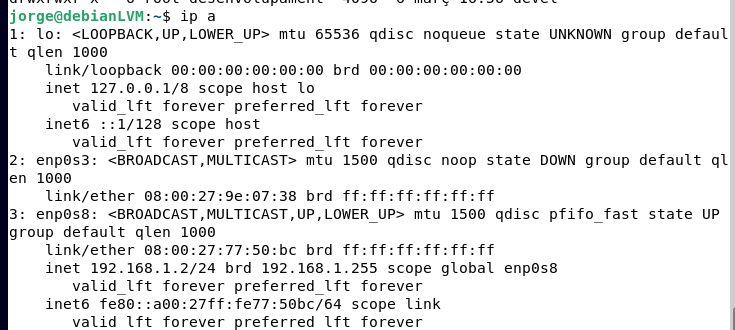 drwxrwxr-x  6 root desenvolupament  4096  6 març 16:36 devel
jorge@debianLVM:~$ ip a
1: lo: <LOOPBACK,UP,LOWER_UP> mtu 65536 qdisc noqueue state UNKNOWN group defaul
t qlen 1000
    link/loopback 00:00:00:00:00:00 brd 00:00:00:00:00:00
    inet 127.0.0.1/8 scope host lo
       valid_lft forever preferred_lft forever
    inet6 ::1/128 scope host
       valid_lft forever preferred_lft forever
2: enp0s3: <BROADCAST,MULTICAST> mtu 1500 qdisc noop state DOWN group default ql
en 1000
    link/ether 08:00:27:9e:07:38 brd ff:ff:ff:ff:ff:ff
3: enp0s8: <BROADCAST,MULTICAST,UP,LOWER_UP> mtu 1500 qdisc pfifo_fast state UP
group default qlen 1000
    link/ether 08:00:27:77:50:bc brd ff:ff:ff:ff:ff:ff
    inet 192.168.1.2/24 brd 192.168.1.255 scope global enp0s8
       valid_lft forever preferred_lft forever
    inet6 fe80::a00:27ff:fe77:50bc/64 scope link
       valid_lft forever preferred_lft forever